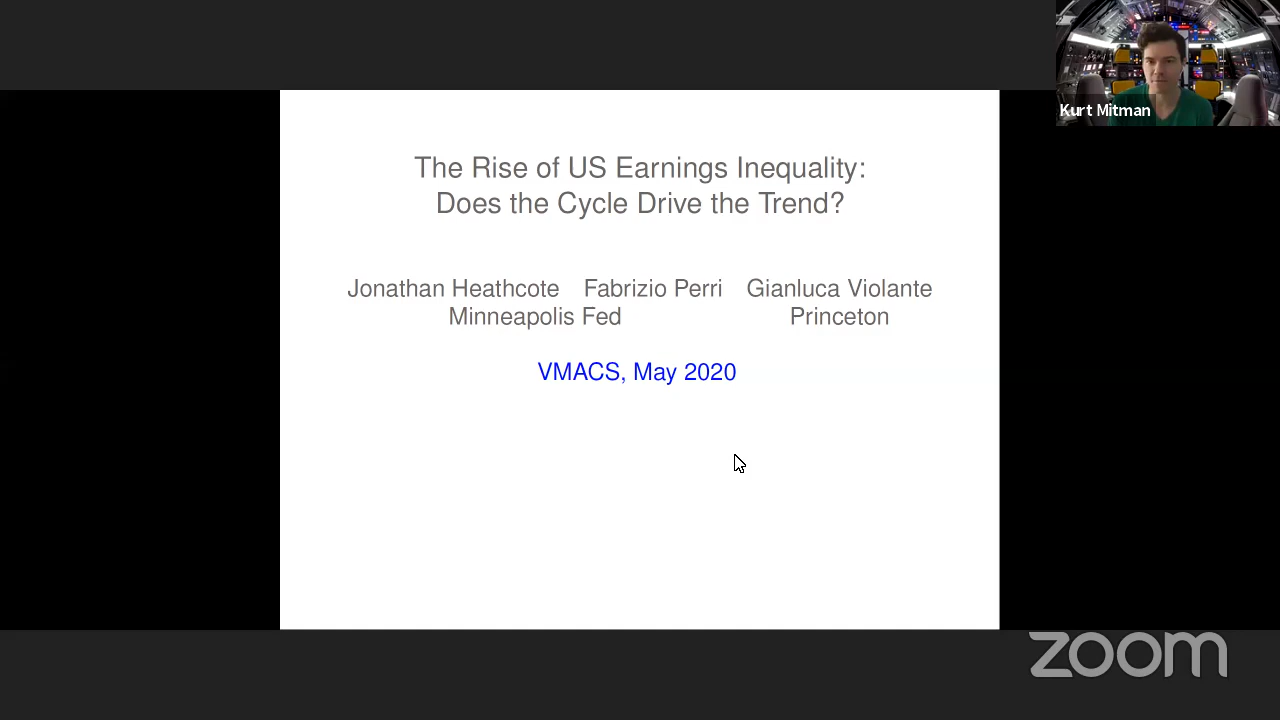 Kurt Mitman
The Rise of US Earnings Inequality:
Does the Cycle Drive the Trend?
Jonathan Heathcote Fabrizio Perri Gianluca Violante
Minneapolis Fed Princeton
VMACS, May 2020
zoom